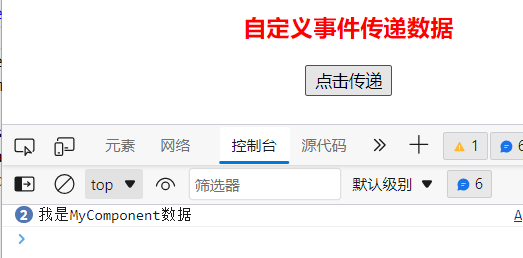 自定义事件传递数据
点击传递
元素 网络 控制台 源代码 1 6
top 筛选器 默认级别 6
2 我是MyComponent数据 A